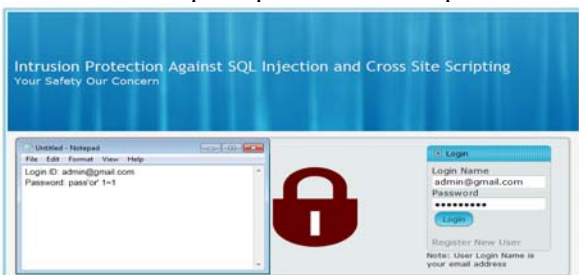 Intrusion Protection Against SQL Injection and Cross Site Scripting
Your Safety Our Concern
Untitled - Notepad
File Edit Format View Help
Login ID: admin@gmail.com
Password: pass'or' 1=1
Login
Login Name
admin@gmail.com
Password
•••••••••
Login
Register New User
Note: User Login Name is
your email address